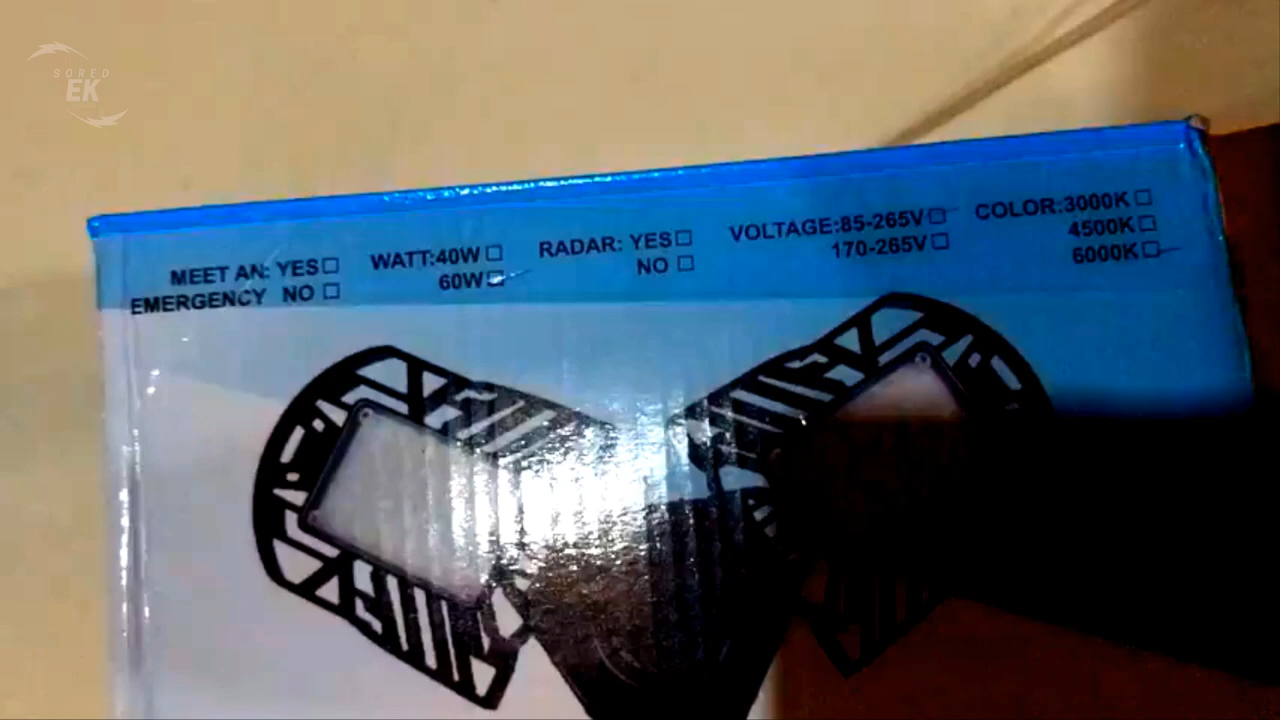 SORED
EK
MEET AN: YES☐ WATT:40W☐ RADAR: YES☐ VOLTAGE:85-265V☐ COLOR:3000K☐
EMERGENCY NO☐ 60W☐ NO☐ 170-265V☐ 4500K☐
6000K☐